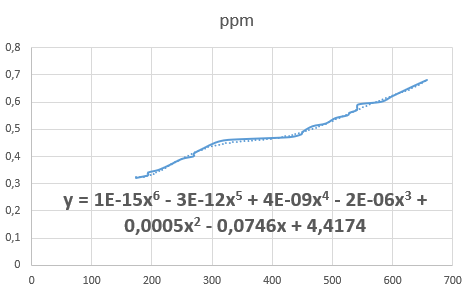 ppm
0,8
0,7
0,6
0,5
0,4
0,3
0,2
0,1
0
y = 1E-15x⁶ - 3E-12x⁵ + 4E-09x⁴ - 2E-06x³ +
0,0005x² - 0,0746x + 4,4174
0 100 200 300 400 500 600 700